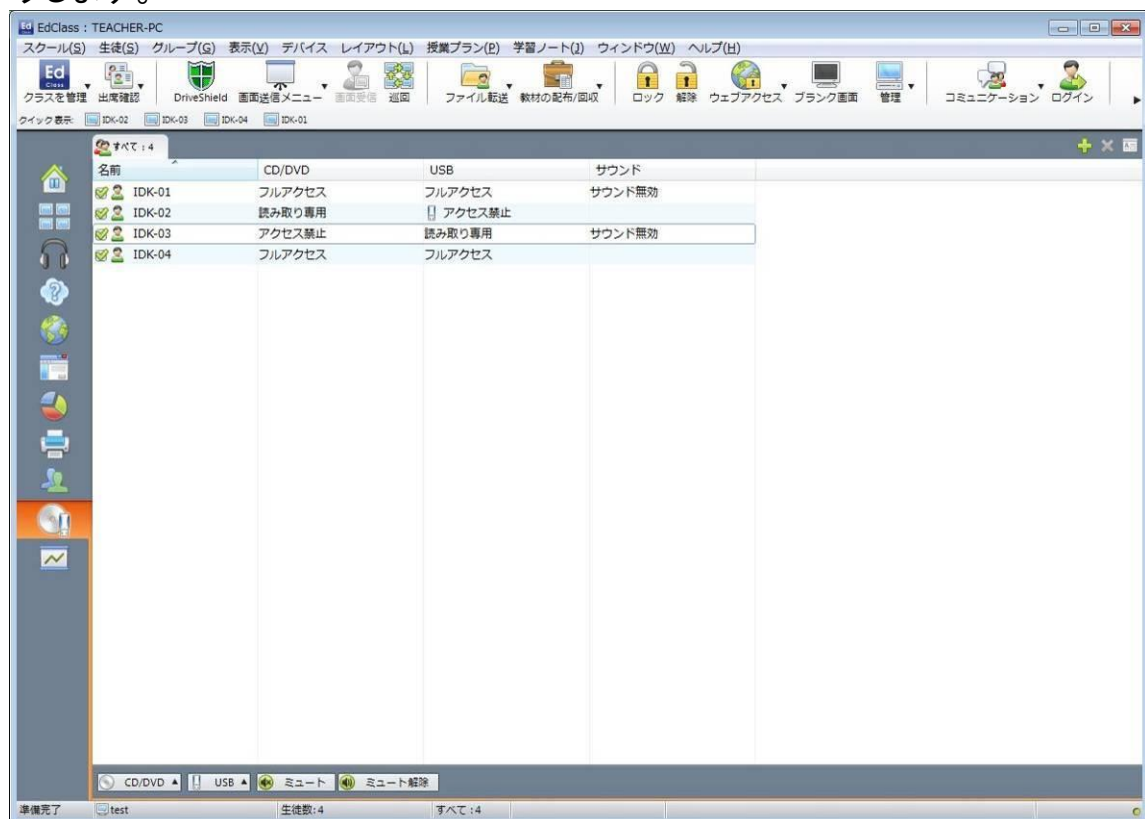 EdClass : TEACHER-PC
スクール(S) 生徒(S) グループ(G) 表示(V) デバイス レイアウト(L) 授業プラン(P) 学習ノート(J) ウィンドウ(W) ヘルプ(H)
Ed
Class
クラスを管理 出席確認 DriveShield 画面送信メニュー 画面受信 巡回 ファイル転送 教材の配布/回収 ロック 解除 ウェブアクセス ブランク画面 管理 コミュニケーション ログイン
クイック表示: IDK-02 IDK-03 IDK-04 IDK-01
すべて : 4
名前 CD/DVD USB サウンド
IDK-01 フルアクセス フルアクセス サウンド無効
IDK-02 読み取り専用 アクセス禁止
IDK-03 アクセス禁止 読み取り専用 サウンド無効
IDK-04 フルアクセス フルアクセス
CD/DVD USB ミュート ミュート解除
準備完了 test 生徒数:4 すべて :4